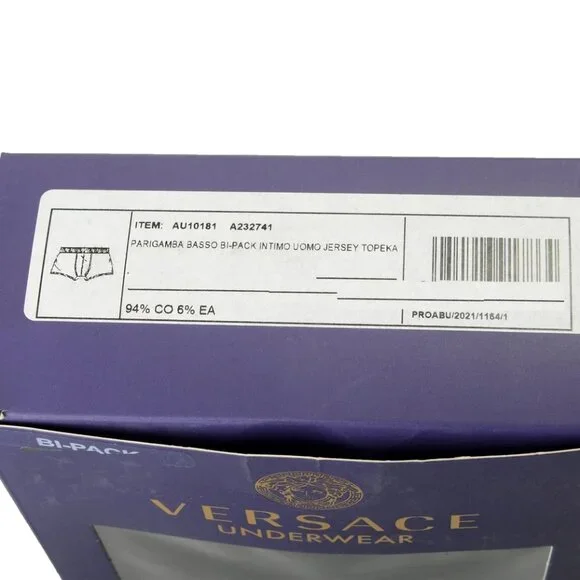 ITEM: AU10181 A232741
PARIGAMBA BASSO BI-PACK INTIMO UOMO JERSEY TOPEKA
94% CO 6% EA
PROABU/2021/1164/1
BI-PACK
VERSACE
UNDERWEAR